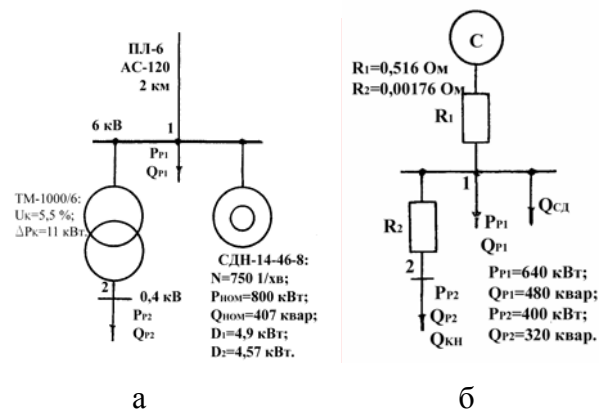 ПЛ-6
АС-120
2 км
6 кВ
1
PР1
QР1
ТМ-1000/6:
UК=5,5 %;
ΔPК=11 кВт.
2
0,4 кВ
PР2
QР2
СДН-14-46-8:
N=750 1/хв;
PНОМ=800 кВт;
QНОМ=407 квар;
D1=4,9 кВт;
D2=4,57 кВт.
а
С
R1=0,516 Ом
R2=0,00176 Ом
R1
1
QСД
PР1
QР1
R2
2
PР2
QР2
QКН
PР1=640 кВт;
QР1=480 квар;
PР2=400 кВт;
QР2=320 квар.
б